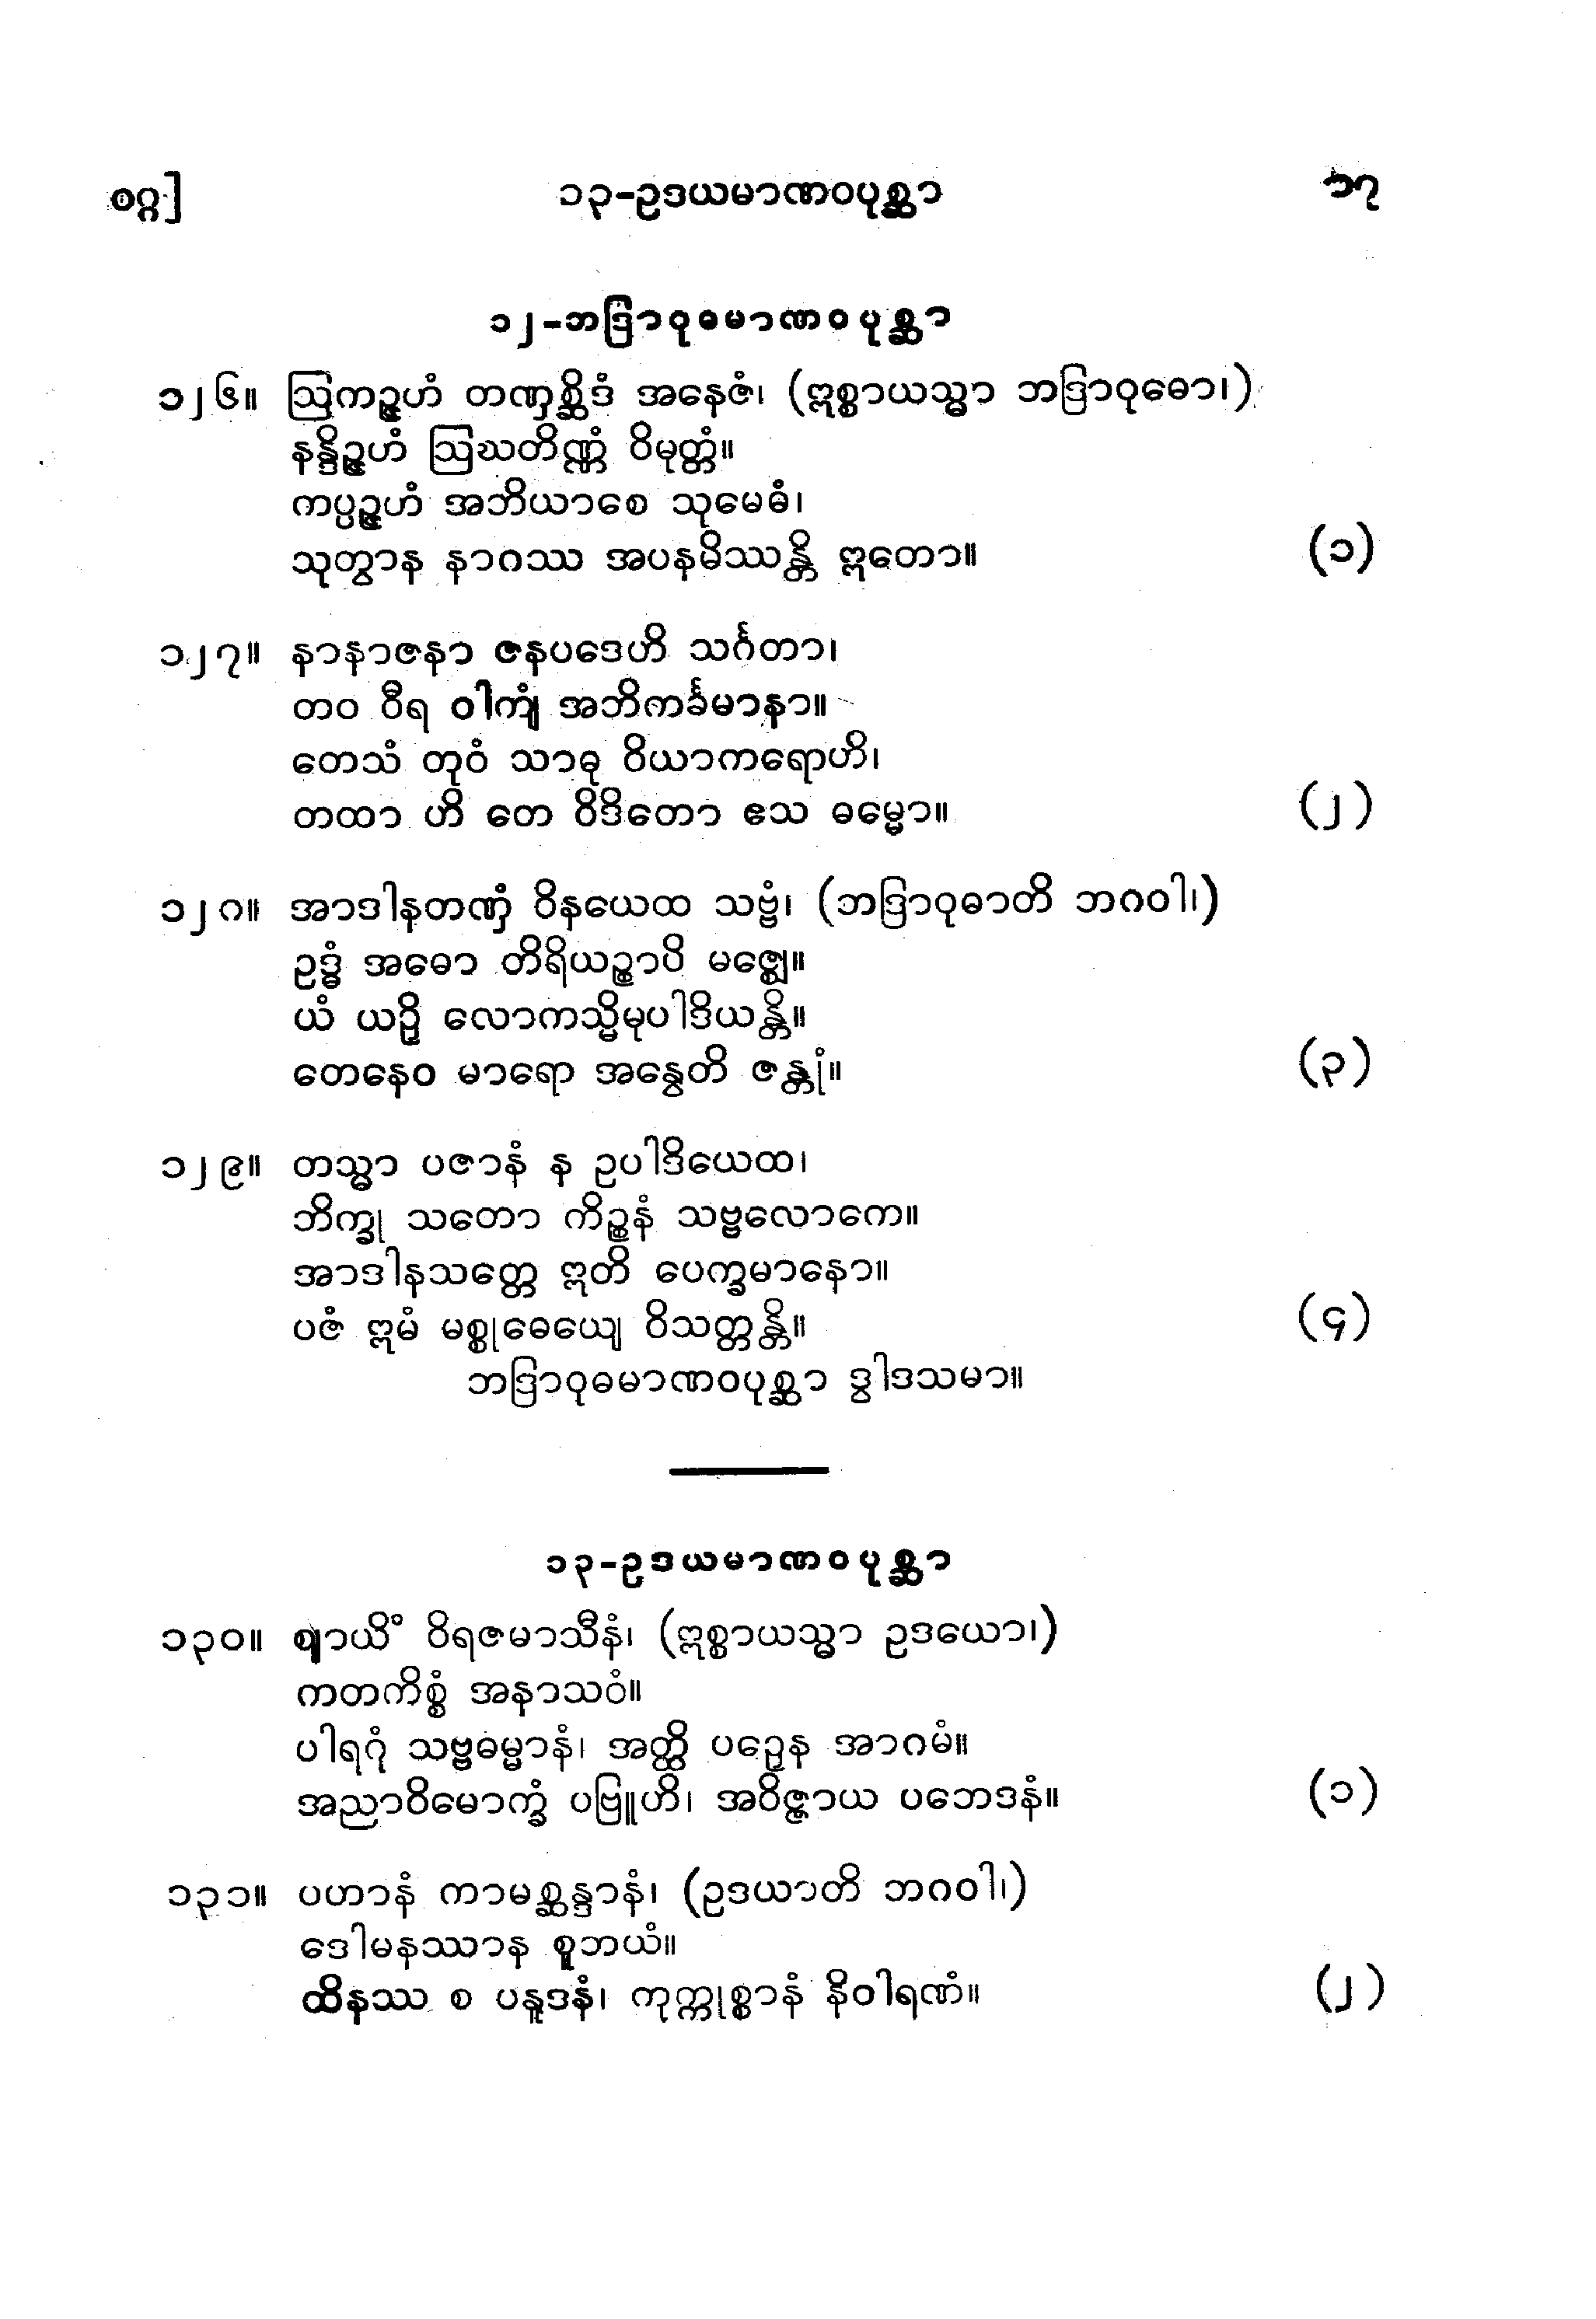 ၈၇]
၁၃-ဥဒယမာဏဝပုစ္ဆာ
၁၇
၁၂-ဘဒြာဝုဓမာဏဝပုစ္ဆာ
၁၂၆။ ဩကဉ္ဇဟံ တဏှစ္ဆိဒံ အနေဇံ၊ (ဣစ္စာယသ္မာ ဘဒြာဝုဓော၊)
နန္ဒိဉ္ဇဟံ ဩဃတိဏ္ဏံ ဝိမုတ္တံ။
ကပ္ပဉ္ဇဟံ အဘိယာစေ သုမေဓံ၊
သုတွာန နာဂဿ အပနမိဿန္တိ ဣတော။ (၁)
၁၂၇။ နာနာဇနာ ဇနပဒေဟိ သင်္ဂတာ၊
တဝ ဝီရ ဝါကျံ အဘိကင်္ခမာနာ။
တေသံ တုဝံ သာဓု ဝိယာကရောဟိ၊
တထာ ဟိ တေ ဝိဒိတော ဧသ ဓမ္မော။ (၂)
၁၂၈။ အာဒါနတဏှံ ဝိနယေထ သဗ္ဗံ၊ (ဘဒြာဝုဓာတိ ဘဂဝါ၊)
ဥဒ္ဓံ အဓော တိရိယဉ္စာပိ မဇ္ဈေ။
ယံ ယဉှိ လောကသ္မိမုပါဒိယန္တိ။
တေနေဝ မာရော အနွေတိ ဇန္တုံ။ (၃)
၁၂၉။ တသ္မာ ပဇာနံ န ဥပါဒိယေထ၊
ဘိက္ခု သတော ကိဉ္စနံ သဗ္ဗလောကေ။
အာဒါနသတ္တေ ဣတိ ပေက္ခမာနော။
ပဇံ ဣမံ မစ္စုဓေယျေ ဝိသတ္တန္တိ။ (၄)
ဘဒြာဝုဓမာဏဝပုစ္ဆာ ဒွါဒသမာ။
၁၃-ဥဒယမာဏဝပုစ္ဆာ
၁၃၀။ ဈာယိံ ဝိရဇမာသီနံ၊ (ဣစ္စာယသ္မာ ဥဒယော၊)
ကတကိစ္စံ အနာသဝံ။
ပါရဂုံ သဗ္ဗဓမ္မာနံ၊ အတ္ထိ ပဉှေန အာဂမံ။
အညာဝိမောက္ခံ ပဗြူဟိ၊ အဝိဇ္ဇာယ ပဘေဒနံ။ (၁)
၁၃၁။ ပဟာနံ ကာမစ္ဆန္ဒာနံ၊ (ဥဒယာတိ ဘဂဝါ၊)
ဒေါမနဿာန စူဘယံ။
ထိနဿ စ ပနူဒနံ၊ ကုက္ကုစ္စာနံ နိဝါရဏံ။ (၂)